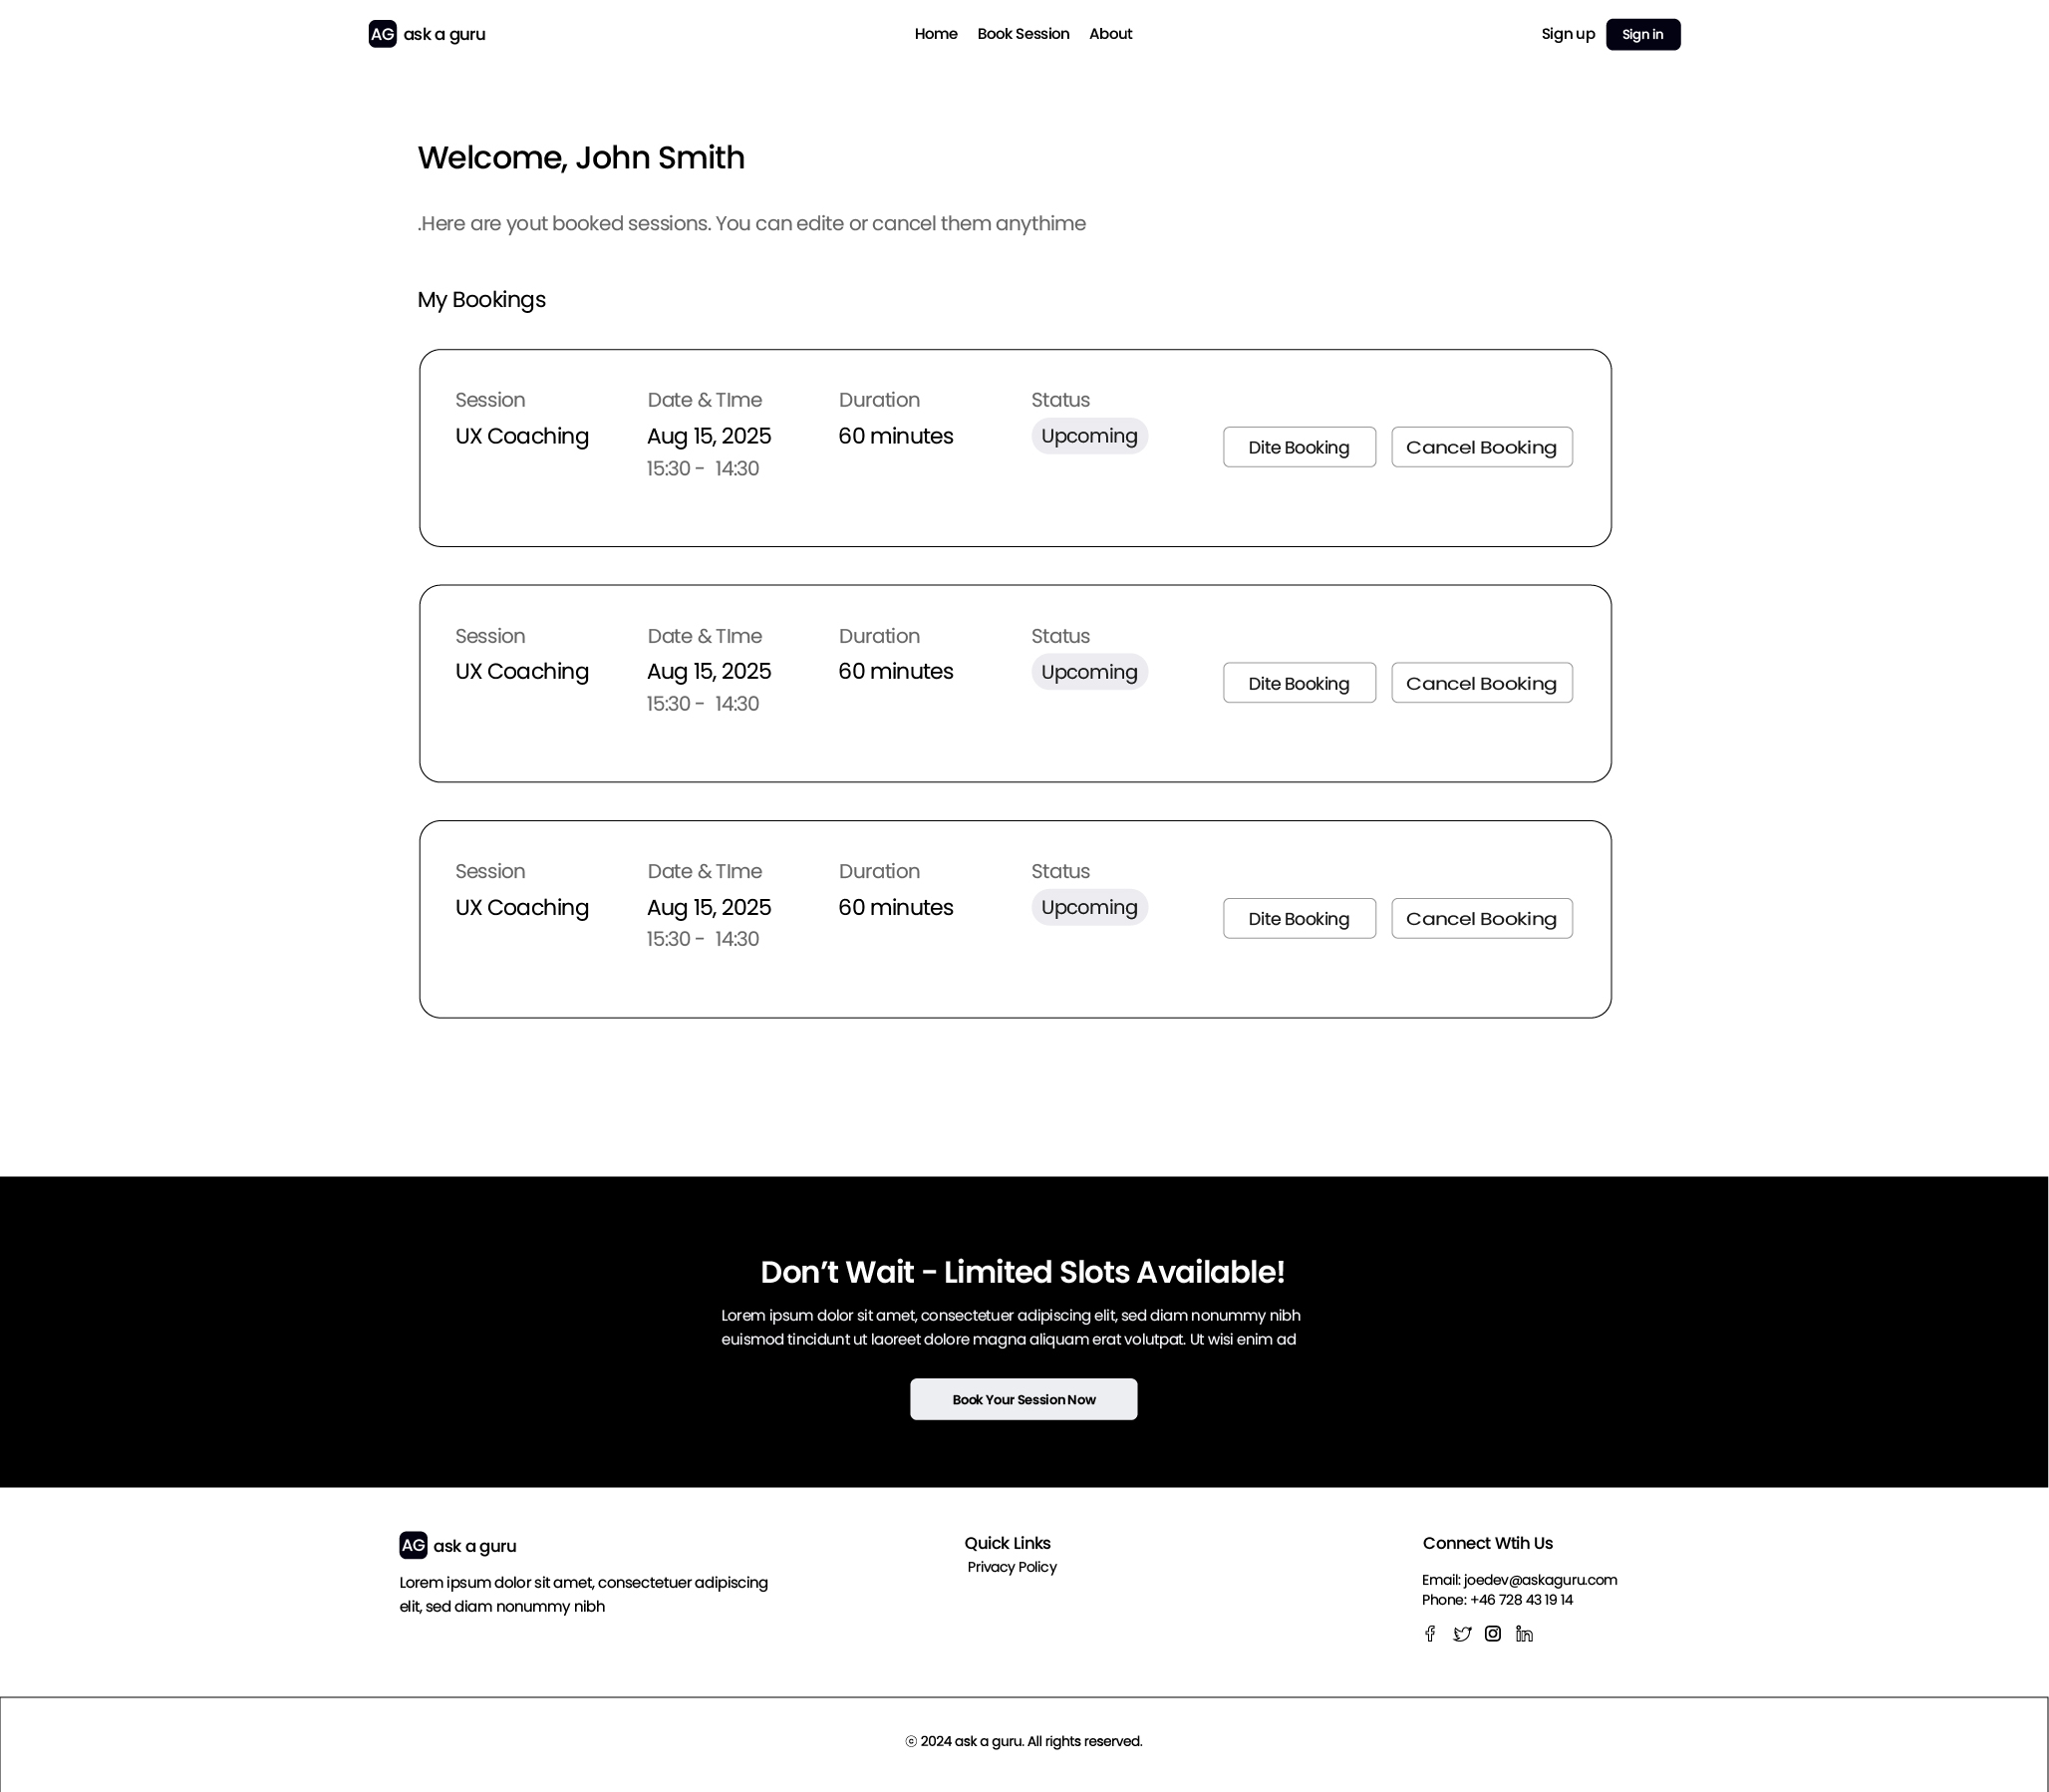 AG ask a guru Home Book Session About Sign up Sign in
Welcome, John Smith
.Here are yout booked sessions. You can edite or cancel them anythime
My Bookings
Session Date & TIme Duration Status
UX Coaching Aug 15, 2025 60 minutes Upcoming Dite Booking Cancel Booking
15:30 - 14:30
Session Date & TIme Duration Status
UX Coaching Aug 15, 2025 60 minutes Upcoming Dite Booking Cancel Booking
15:30 - 14:30
Session Date & TIme Duration Status
UX Coaching Aug 15, 2025 60 minutes Upcoming Dite Booking Cancel Booking
15:30 - 14:30
Don’t Wait - Limited Slots Available!
Lorem ipsum dolor sit amet, consectetuer adipiscing elit, sed diam nonummy nibh
euismod tincidunt ut laoreet dolore magna aliquam erat volutpat. Ut wisi enim ad
Book Your Session Now
AG ask a guru
Lorem ipsum dolor sit amet, consectetuer adipiscing
elit, sed diam nonummy nibh
Quick Links
Privacy Policy
Connect Wtih Us
Email: joedev@askaguru.com
Phone: +46 728 43 19 14
© 2024 ask a guru. All rights reserved.